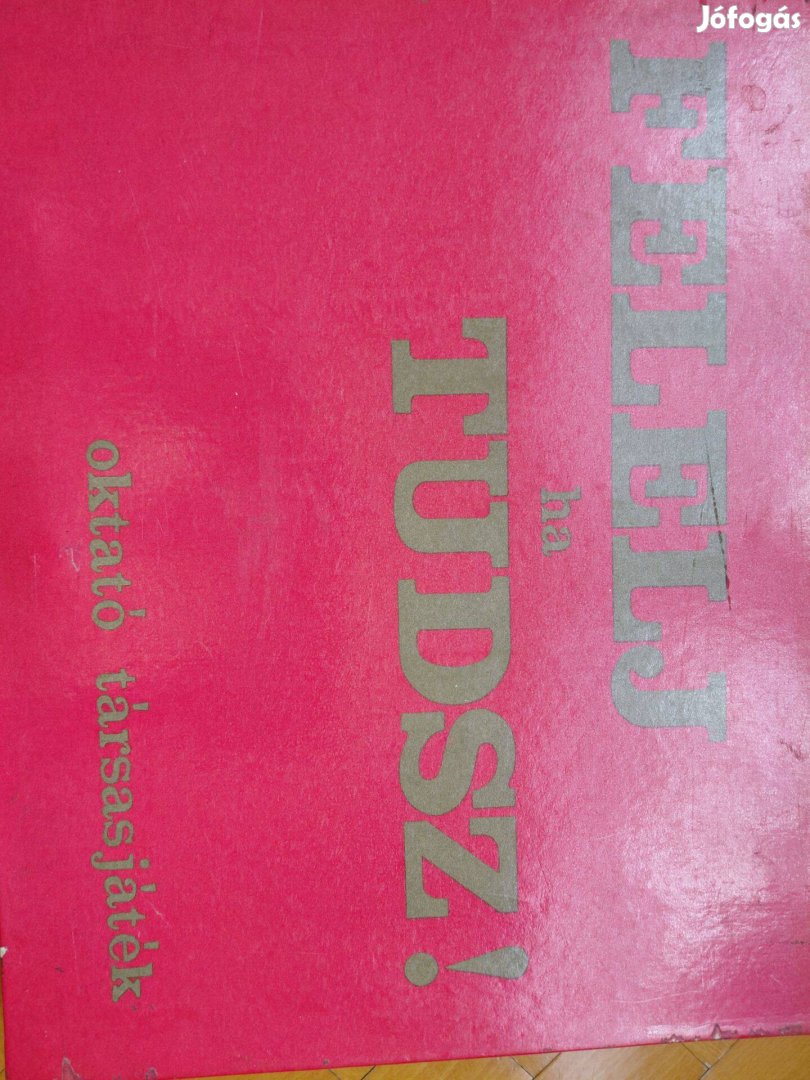 Jófogás
FELELJ
ha
TUDSZ!
oktató társasjáték